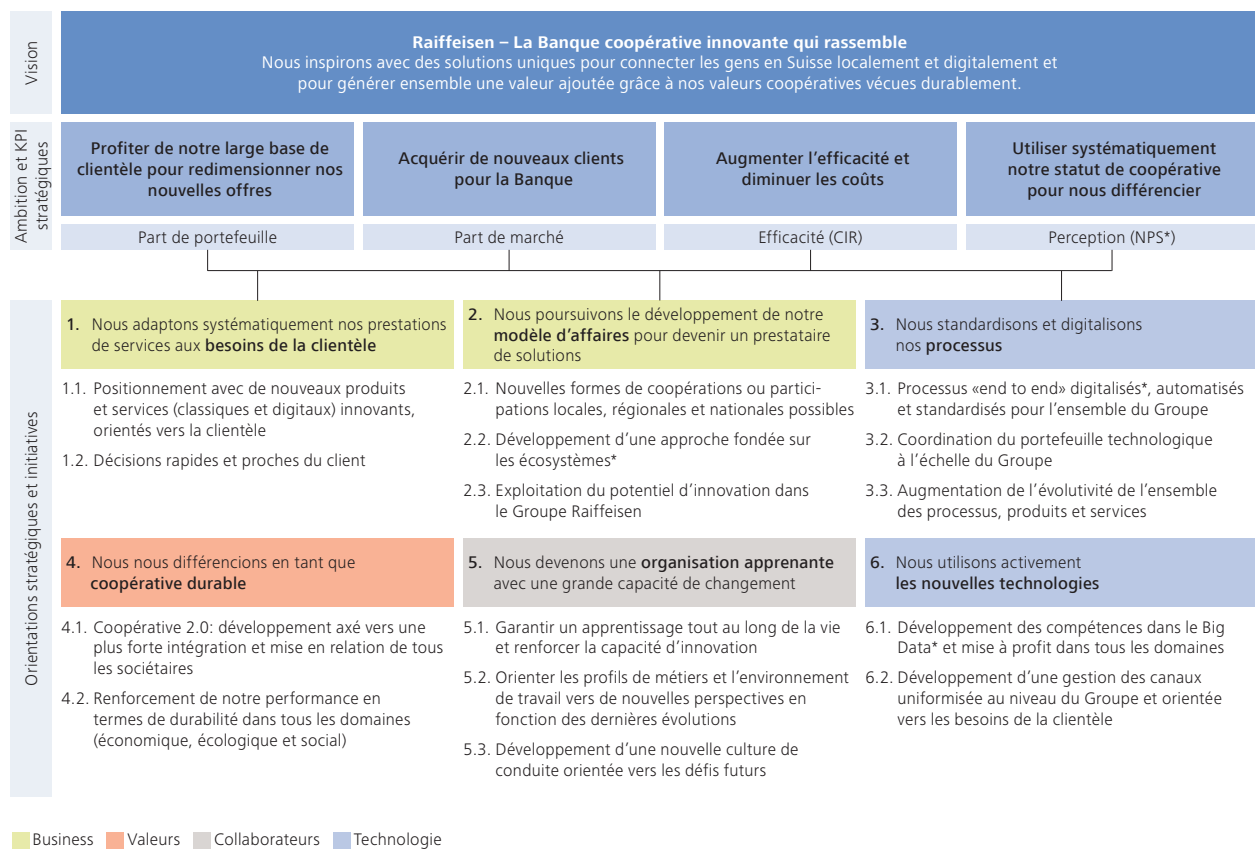 Vision
Raiffeisen – La Banque coopérative innovante qui rassemble
Nous inspirons avec des solutions uniques pour connecter les gens en Suisse localement et digitalement et
pour générer ensemble une valeur ajoutée grâce à nos valeurs coopératives vécues durablement.
Ambition et KPI
stratégiques
Profiter de notre large base de
clientèle pour redimensionner nos
nouvelles offres
Acquérir de nouveaux clients
pour la Banque
Augmenter l'efficacité et
diminuer les coûts
Utiliser systématiquement
notre statut de coopérative
pour nous différencier
Part de portefeuille
Part de marché
Efficacité (CIR)
Perception (NPS*)
Orientations stratégiques et initiatives
1. Nous adaptons systématiquement nos prestations
de services aux besoins de la clientèle
1.1. Positionnement avec de nouveaux produits
et services (classiques et digitaux) innovants,
orientés vers la clientèle
1.2. Décisions rapides et proches du client
2. Nous poursuivons le développement de notre
modèle d'affaires pour devenir un prestataire
de solutions
2.1. Nouvelles formes de coopérations ou partici-
pations locales, régionales et nationales possibles
2.2. Développement d'une approche fondée sur
les écosystèmes*
2.3. Exploitation du potentiel d'innovation dans
le Groupe Raiffeisen
3. Nous standardisons et digitalisons
nos processus
3.1. Processus «end to end» digitalisés*, automatisés
et standardisés pour l'ensemble du Groupe
3.2. Coordination du portefeuille technologique
à l'échelle du Groupe
3.3. Augmentation de l'évolutivité de l'ensemble
des processus, produits et services
4. Nous nous différencions en tant que
coopérative durable
4.1. Coopérative 2.0: développement axé vers une
plus forte intégration et mise en relation de tous
les sociétaires
4.2. Renforcement de notre performance en
termes de durabilité dans tous les domaines
(économique, écologique et social)
5. Nous devenons une organisation apprenante
avec une grande capacité de changement
5.1. Garantir un apprentissage tout au long de la vie
et renforcer la capacité d'innovation
5.2. Orienter les profils de métiers et l'environnement
de travail vers de nouvelles perspectives en
fonction des dernières évolutions
5.3. Développement d'une nouvelle culture de
conduite orientée vers les défis futurs
6. Nous utilisons activement
les nouvelles technologies
6.1. Développement des compétences dans le Big
Data* et mise à profit dans tous les domaines
6.2. Développement d'une gestion des canaux
uniformisée au niveau du Groupe et orientée
vers les besoins de la clientèle
Business Valeurs Collaborateurs Technologie